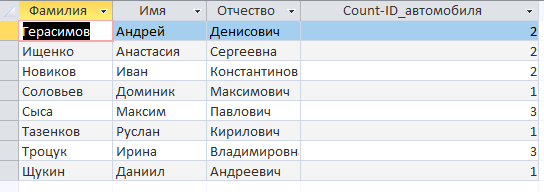 Фамилия Имя Отчество Count-ID_автомобиля
Герасимов Андрей Денисович 2
Ищенко Анастасия Сергеевна 2
Новиков Иван Константинов 2
Соловьев Доминик Максимович 1
Сыса Максим Павлович 3
Тазенков Руслан Кирилович 1
Троцук Ирина Владимировн 3
Щукин Даниил Андреевич 1